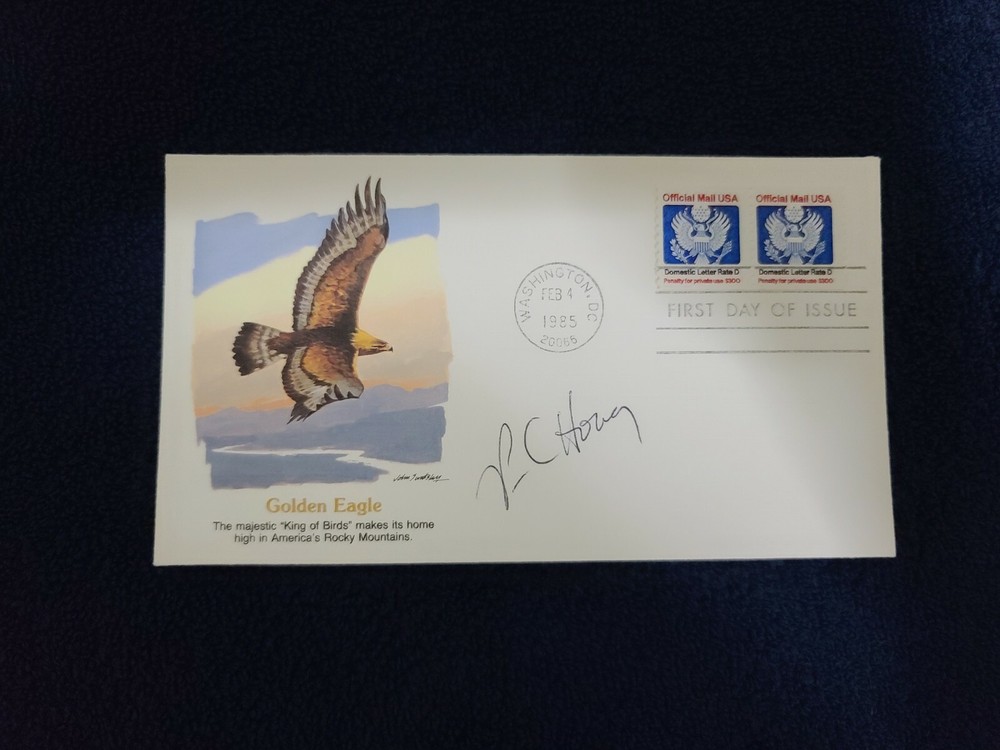 Official Mail USA
Domestic Letter Rate D
Penalty for private use $300
Official Mail USA
Domestic Letter Rate D
Penalty for private use $300
WASHINGTON, DC
FEB 4
1985
20066
FIRST DAY OF ISSUE
Golden Eagle
The majestic "King of Birds" makes its home
high in America's Rocky Mountains.